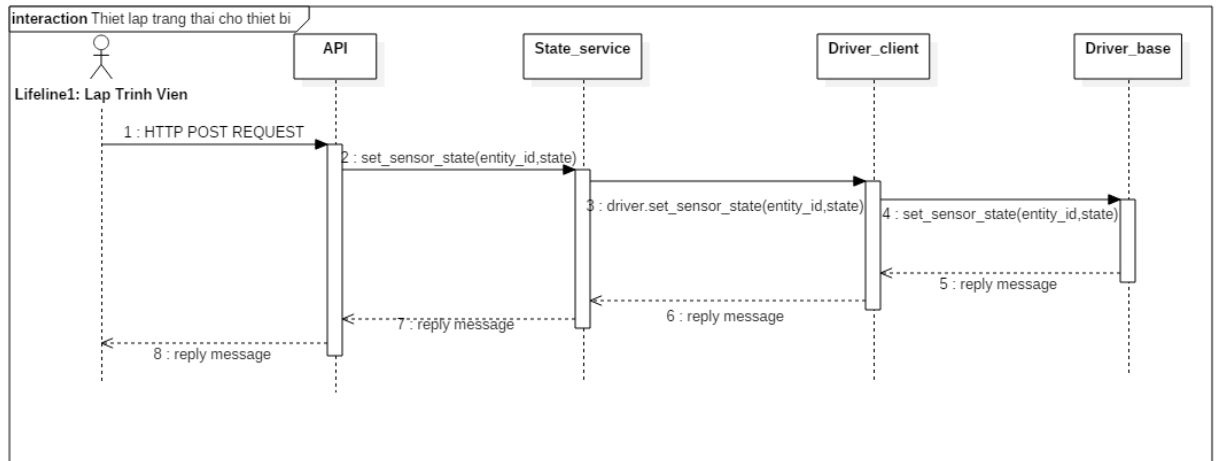 interaction Thiet lap trang thai cho thiet bi
API
State_service
Driver_client
Driver_base
Lifeline1: Lap Trinh Vien
1 : HTTP POST REQUEST
2 : set_sensor_state(entity_id,state)
3 : driver.set_sensor_state(entity_id,state)
4 : set_sensor_state(entity_id,state)
5 : reply message
6 : reply message
7 : reply message
8 : reply message